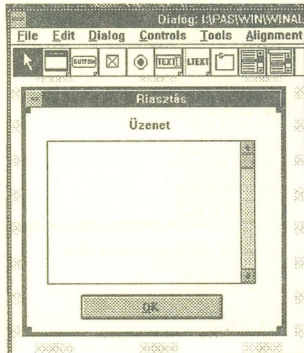 Dialog: I:\PAS\WIN\WINAL
File Edit Dialog Controls Tools Alignment
BUTTON TEXT LTEXT
Riasztás
Üzenet
OK